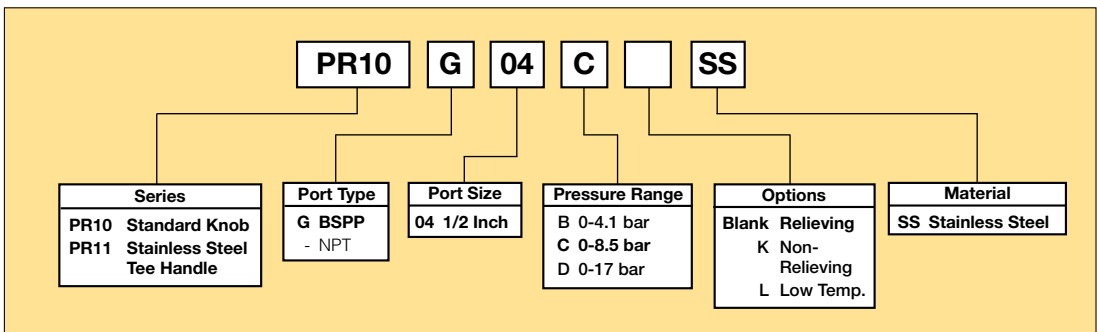 PR10 G 04 C SS
Series
PR10 Standard Knob
PR11 Stainless Steel
Tee Handle
Port Type
G BSPP
- NPT
Port Size
04 1/2 Inch
Pressure Range
B 0-4.1 bar
C 0-8.5 bar
D 0-17 bar
Options
Blank Relieving
K Non-
Relieving
L Low Temp.
Material
SS Stainless Steel